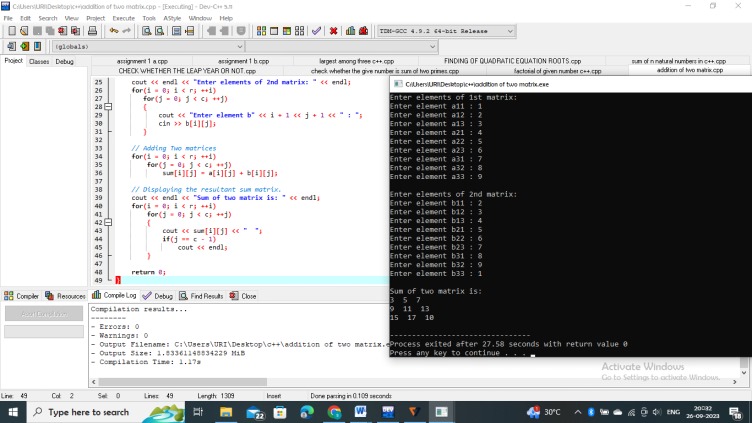 C:\Users\URI\Desktop\c++\addition of two matrix.cpp - [Executing] - Dev-C++ 5.11
File Edit Search View Project Execute Tools AStyle Window Help
TDM-GCC 4.9.2 64-bit Release
(globals)
Project Classes Debug
assignment 1 a.cpp assignment 1 b.cpp largest among three c++.cpp FINDING OF QUADRATIC EQUATION ROOTS.cpp sum of n natural numbers in c++.cpp
CHECK WHETHER THE LEAP YEAR OR NOT.cpp check whether the give number is sum of two primes.cpp factorial of given number c++.cpp addition of two matrix.cpp
25 cout << endl << "Enter elements of 2nd matrix: " << endl;
26 for(i = 0; i < r; ++i)
27 for(j = 0; j < c; ++j)
28 {
29 cout << "Enter element b" << i + 1 << j + 1 << " : ";
30 cin >> b[i][j];
31 }
32
33 // Adding Two matrices
34 for(i = 0; i < r; ++i)
35 for(j = 0; j < c; ++j)
36 sum[i][j] = a[i][j] + b[i][j];
37
38 // Displaying the resultant sum matrix.
39 cout << endl << "Sum of two matrix is: " << endl;
40 for(i = 0; i < r; ++i)
41 for(j = 0; j < c; ++j)
42 {
43 cout << sum[i][j] << "  ";
44 if(j == c - 1)
45 cout << endl;
46 }
47
48 return 0;
49 }
C:\Users\URI\Desktop\c++\addition of two matrix.exe
Enter elements of 1st matrix:
Enter element a11 : 1
Enter element a12 : 2
Enter element a13 : 3
Enter element a21 : 4
Enter element a22 : 5
Enter element a23 : 6
Enter element a31 : 7
Enter element a32 : 8
Enter element a33 : 9
Enter elements of 2nd matrix:
Enter element b11 : 2
Enter element b12 : 3
Enter element b13 : 4
Enter element b21 : 5
Enter element b22 : 6
Enter element b23 : 7
Enter element b31 : 8
Enter element b32 : 9
Enter element b33 : 1
Sum of two matrix is:
3  5  7
9  11  13
15  17  10
--------------------------------
Process exited after 27.58 seconds with return value 0
Press any key to continue . . .
Compiler Resources Compile Log Debug Find Results Close
Abort Compilation
Compilation results...
--------
- Errors: 0
- Warnings: 0
- Output Filename: C:\Users\URI\Desktop\c++\addition of two matrix.e
- Output Size: 1.83361148834229 MiB
- Compilation Time: 1.17s
Activate Windows
Go to Settings to activate Windows.
Line: 49 Col: 2 Sel: 0 Lines: 49 Length: 1309 Insert Done parsing in 0.109 seconds
Type here to search
22
30°C
ENG
20:32
26-09-2023
18